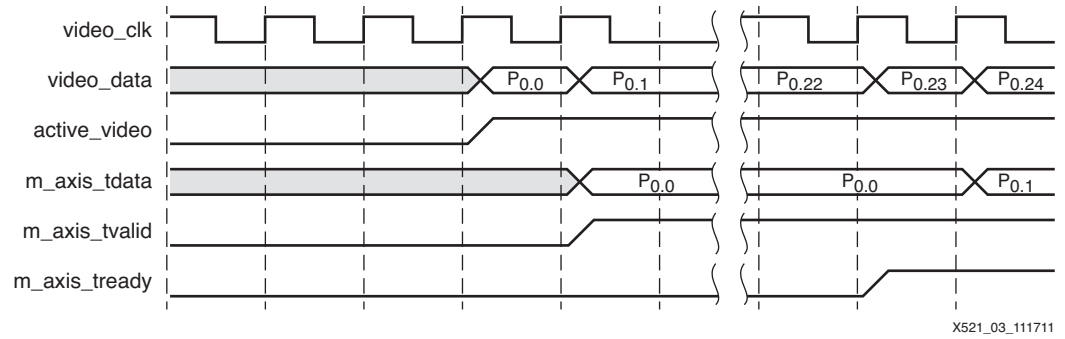 video_clk
video_data P0.0 P0.1 P0.22 P0.23 P0.24
active_video
m_axis_tdata P0.0 P0.0 P0.1
m_axis_tvalid
m_axis_tready
X521_03_111711